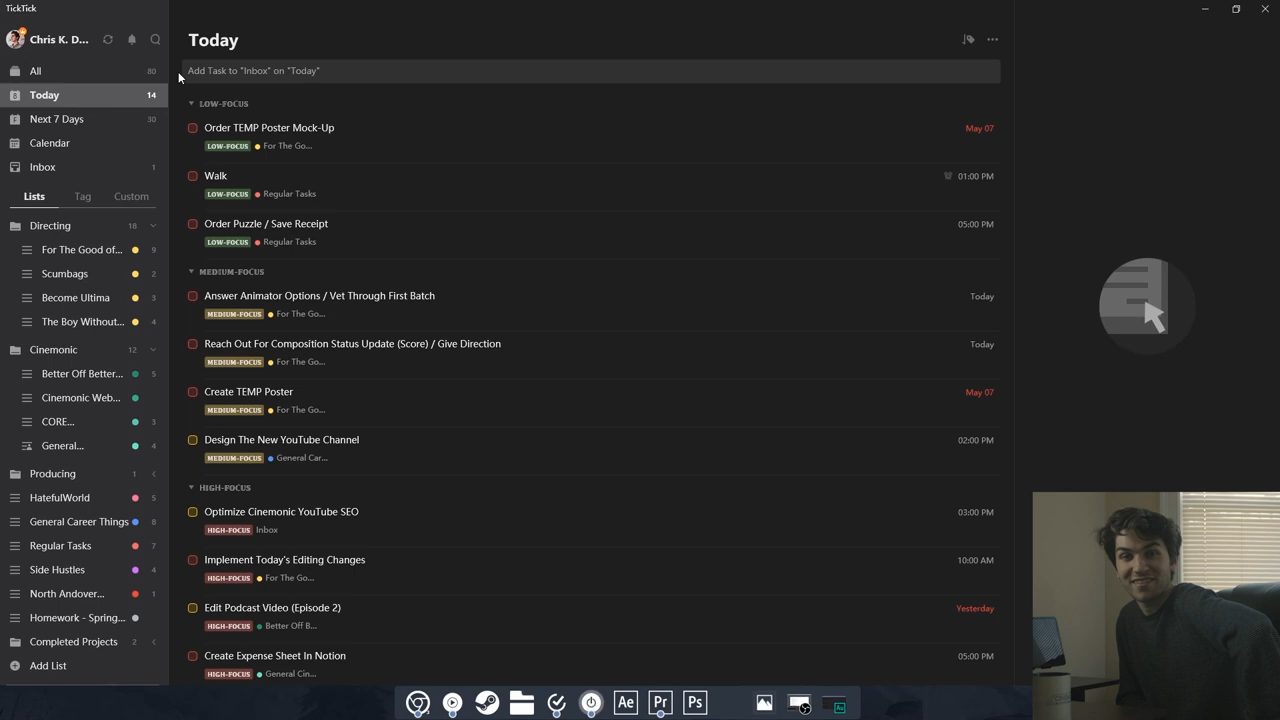 TickTick
Chris K. D...
All 80
Today 14
Next 7 Days 30
Calendar
Inbox 1
Lists Tag Custom
Directing 18
For The Good of... 9
Scumbags 2
Become Ultima 3
The Boy Without... 4
Cinemonic 12
Better Off Better... 5
Cinemonic Web...
CORE... 3
General... 4
Producing 1
HatefulWorld 5
General Career Things 8
Regular Tasks 7
Side Hustles 4
North Andover... 1
Homework - Spring...
Completed Projects 2
Add List
Today
Add Task to "Inbox" on "Today"
LOW-FOCUS
Order TEMP Poster Mock-Up May 07
LOW-FOCUS For The Go...
Walk 01:00 PM
LOW-FOCUS Regular Tasks
Order Puzzle / Save Receipt 05:00 PM
LOW-FOCUS Regular Tasks
MEDIUM-FOCUS
Answer Animator Options / Vet Through First Batch Today
MEDIUM-FOCUS For The Go...
Reach Out For Composition Status Update (Score) / Give Direction Today
MEDIUM-FOCUS For The Go...
Create TEMP Poster May 07
MEDIUM-FOCUS For The Go...
Design The New YouTube Channel 02:00 PM
MEDIUM-FOCUS General Car...
HIGH-FOCUS
Optimize Cinemonic YouTube SEO 03:00 PM
HIGH-FOCUS Inbox
Implement Today's Editing Changes 10:00 AM
HIGH-FOCUS For The Go...
Edit Podcast Video (Episode 2) Yesterday
HIGH-FOCUS Better Off B...
Create Expense Sheet In Notion 05:00 PM
HIGH-FOCUS General Cin...
Ae Pr Ps Au